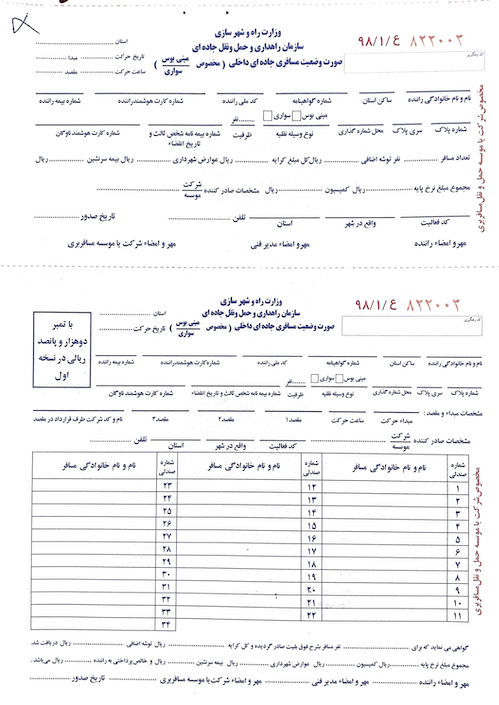 وزارت راه و شهر سازی
سازمان راهداری و حمل ونقل جاده ای
صورت وضعیت مسافری جاده ای داخلی ( مخصوص مینی بوس سواری )
۹۸/۱/ع ۸۲۲۰۰۳
کد رهگیری
استان
تاریخ حرکت مبدا
ساعت حرکت مقصد
نام و نام خانوادگی راننده ساکن استان شماره گواهینامه کد ملی راننده شماره کارت هوشمندراننده شماره بیمه راننده
مینی بوس سواری نفر
شماره پلاک سری پلاک محل شماره گذاری نوع وسیله نقلیه ظرفیت شماره بیمه نامه شخص ثالث و تاریخ انقضاء شماره کارت هوشمند ناوگان
تعداد مسافر نفر توشه اضافی ریال کل مبلغ کرایه ریال عوارض شهرداری ریال بیمه سرنشین ریال
مجموع مبلغ نرخ پایه ریال کمیسیون ریال مشخصات صادر کننده شرکت موسسه
کد فعالیت واقع در شهر استان تلفن تاریخ صدور
مهر و امضاء راننده مهر و امضاء مدیر فنی مهر و امضاء شرکت یا موسسه مسافربری
مخصوص شرکت یا موسسه حمل و نقل مسافربری
وزارت راه و شهر سازی
سازمان راهداری و حمل ونقل جاده ای
صورت وضعیت مسافری جاده ای داخلی ( مخصوص مینی بوس سواری )
۹۸/۱/ع ۸۲۲۰۰۳
کد رهگیری
استان
تاریخ حرکت
با تمبر
دوهزار و پانصد
ریالی در نسخه
اول
نام و نام خانوادگی راننده ساکن استان شماره گواهینامه کد ملی راننده شماره کارت هوشمندراننده شماره بیمه راننده
مینی بوس سواری نفر
شماره پلاک سری پلاک محل شماره گذاری نوع وسیله نقلیه ظرفیت شماره بیمه نامه شخص ثالث و تاریخ انقضاء شماره کارت هوشمند ناوگان
مشخصات مبداء و مقصد :
مبداء حرکت ساعت حرکت مقصد۱ مقصد۲ مقصد۳ نام و کد شرکت طرف قرارداد در مقصد
مشخصات صادر کننده شرکت موسسه کد فعالیت واقع در شهر استان تلفن
شماره صندلی نام و نام خانوادگی مسافر شماره صندلی نام و نام خانوادگی مسافر شماره صندلی نام و نام خانوادگی مسافر
۱ ۱۲ ۲۳
۲ ۱۳ ۲۴
۳ ۱۴ ۲۵
۴ ۱۵ ۲۶
۵ ۱۶ ۲۷
۶ ۱۷ ۲۸
۷ ۱۸ ۲۹
۸ ۱۹ ۳۰
۹ ۲۰ ۳۱
۱۰ ۲۱ ۳۲
۱۱ ۲۲ ۳۳
۳۴
مخصوص شرکت یا موسسه حمل و نقل مسافربری
گواهی می نماید که برای نفر مسافر بشرح فوق بلیت صادر گردیده و کل کرایه ریال توشه اضافی ریال دریافت شد.
مجموع مبلغ نرخ پایه ریال کمیسیون ریال عوارض شهرداری ریال بیمه سرنشین ریال و خالص پرداختی به راننده ریال می‌باشد.
مهر و امضاء راننده مهر و امضاء مدیر فنی مهر و امضاء شرکت یا موسسه مسافربری تاریخ صدور